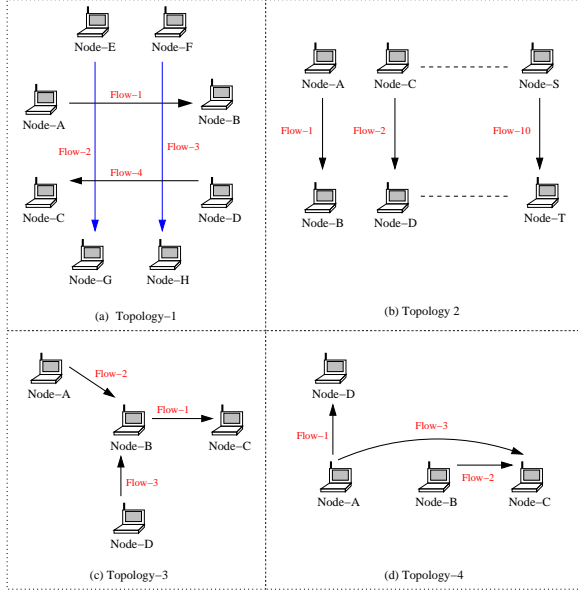 Node−E
Node−F
Flow−1
Node−A
Node−B
Flow−2
Flow−3
Flow−4
Node−C
Node−D
Node−G
Node−H
(a) Topology−1
Node−A
Node−C
Node−S
Flow−1
Flow−2
Flow−10
Node−B
Node−D
Node−T
(b) Topology 2
Flow−2
Node−A
Flow−1
Node−B
Node−C
Flow−3
Node−D
(c) Topology−3
Node−D
Flow−3
Flow−1
Flow−2
Node−A
Node−B
Node−C
(d) Topology−4